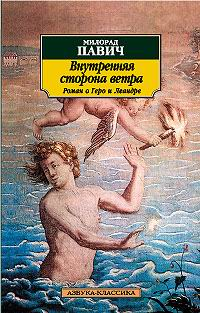 МИЛОРАД
ПАВИЧ
Внутренняя
сторона ветра
Роман о Геро и Леандре
АЗБУКА-КЛАССИКА